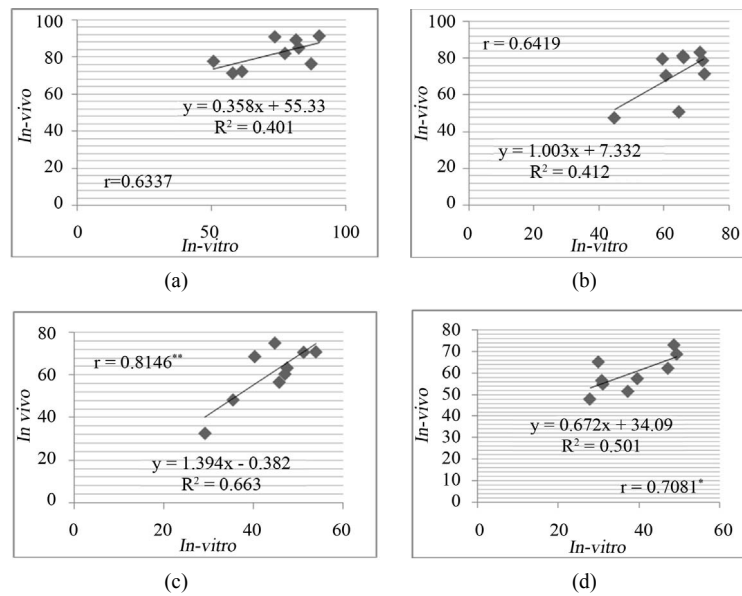 100
80
60
40
20
0
In-vivo
y = 0.358x + 55.33
R² = 0.401
r=0.6337
0 50 100
In-vitro
(a)
100
80
60
40
20
0
In-vivo
r = 0.6419
y = 1.003x + 7.332
R² = 0.412
0 20 40 60 80
In-vitro
(b)
80
60
40
20
0
In vivo
r = 0.8146**
y = 1.394x - 0.382
R² = 0.663
0 20 40 60
In-vitro
(c)
80
70
60
50
40
30
20
10
0
In-vivo
y = 0.672x + 34.09
R² = 0.501
r = 0.7081*
0 20 40 60
In-vitro
(d)